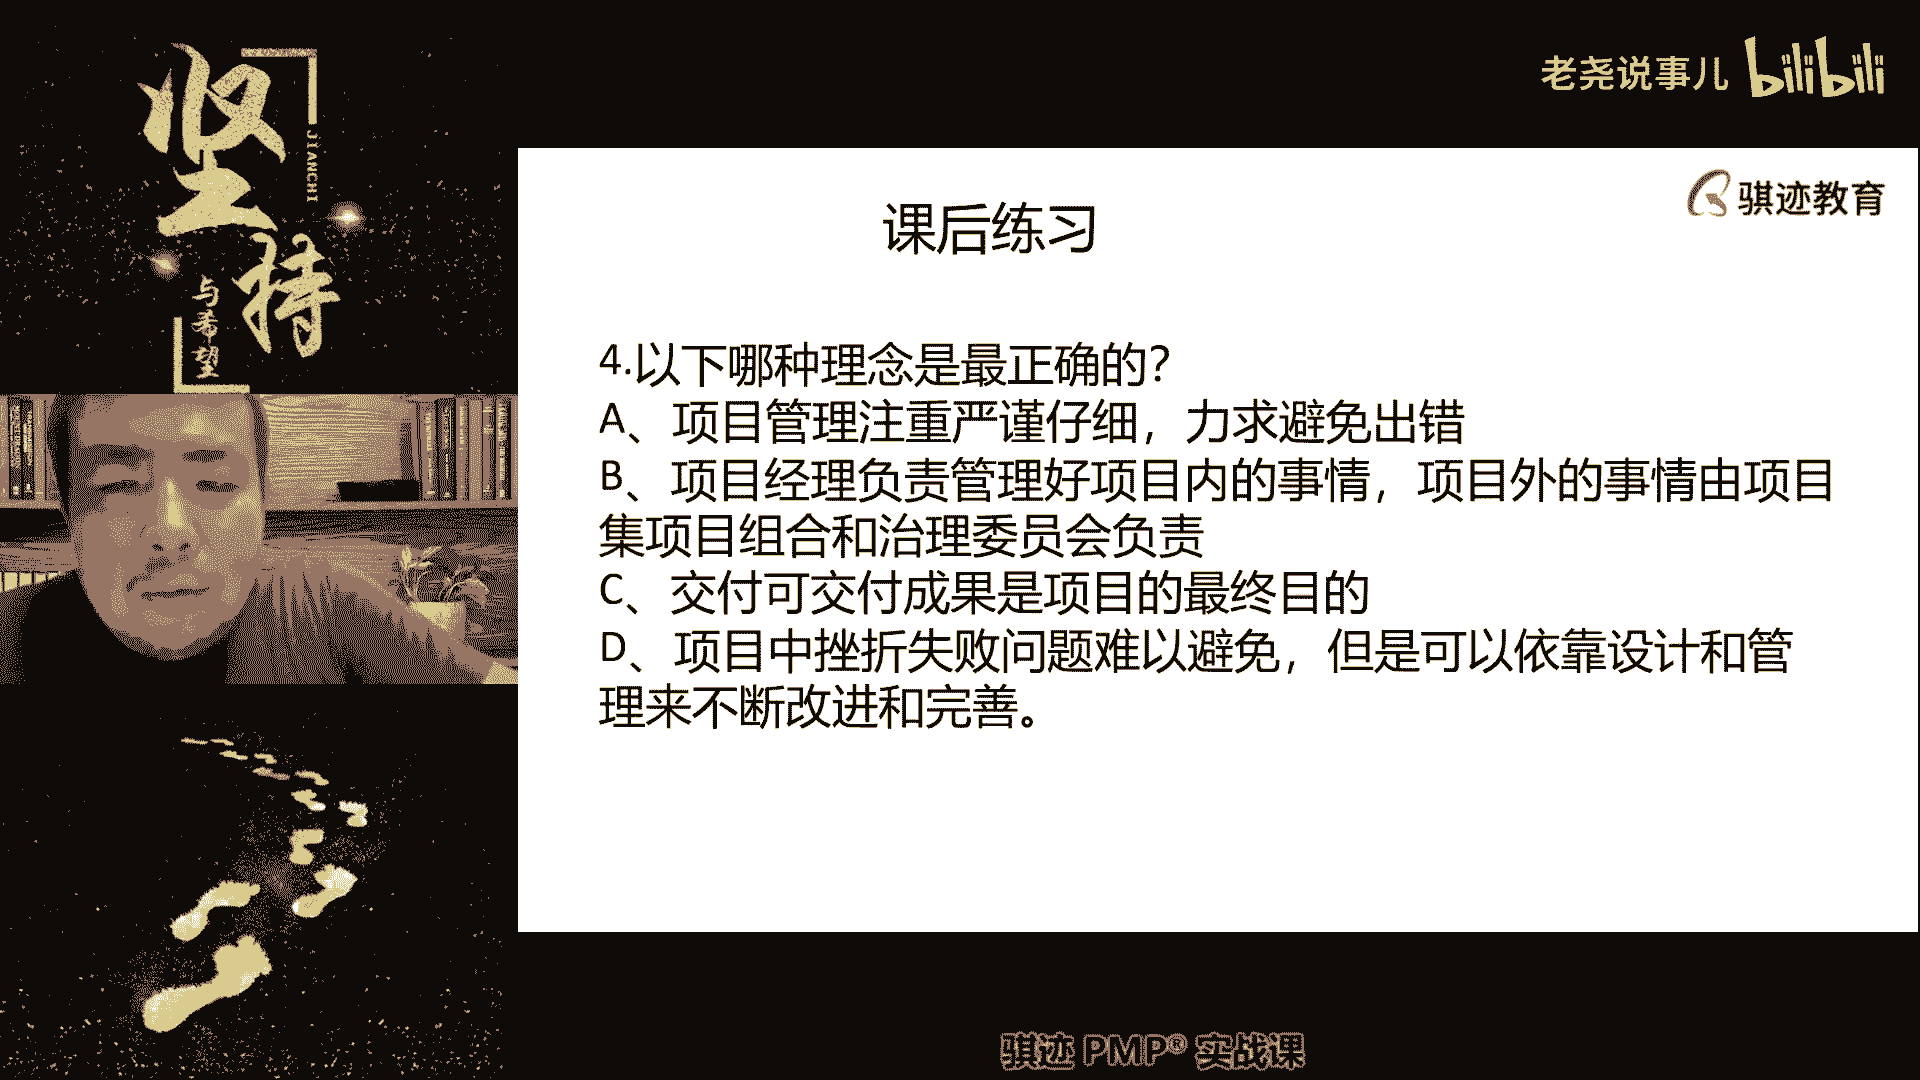 坚持
JIANCHI
与希望
老尧说事儿 bilibili
骐迹教育
课后练习
4.以下哪种理念是最正确的？
A、项目管理注重严谨仔细，力求避免出错
B、项目经理负责管理好项目内的事情，项目外的事情由项目
集项目组合和治理委员会负责
C、交付可交付成果是项目的最终目的
D、项目中挫折失败问题难以避免，但是可以依靠设计和管
理来不断改进和完善。
骐迹 PMP® 实战课